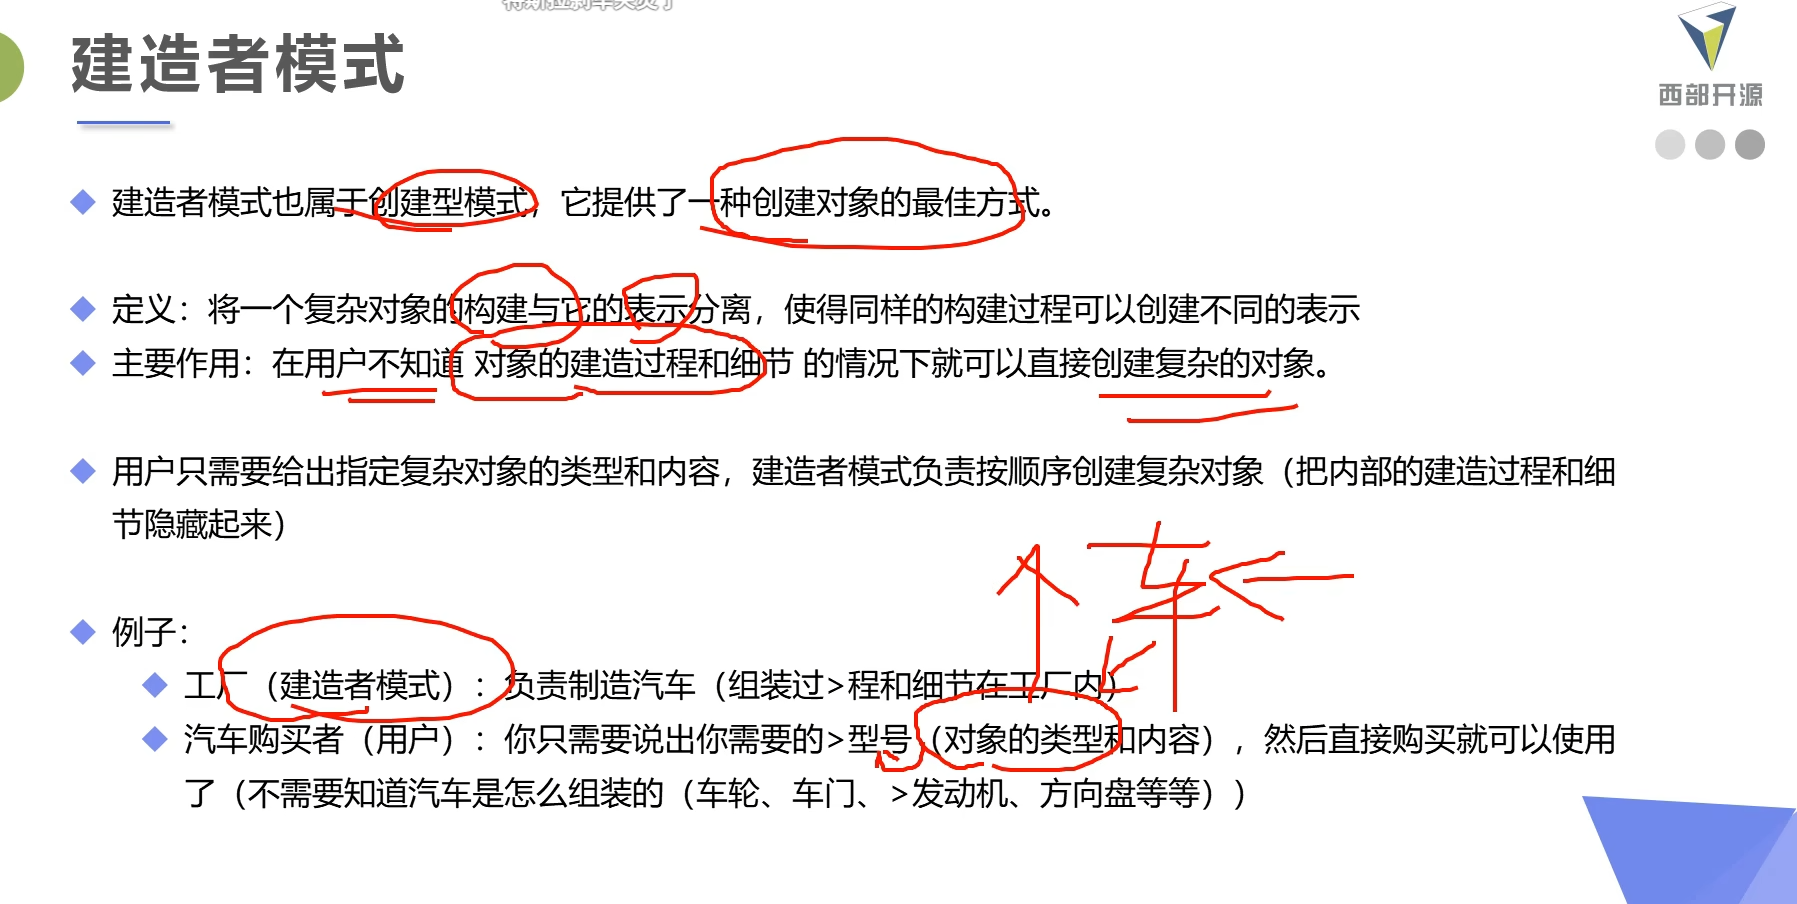 建造者模式
西部开源
建造者模式也属于创建型模式，它提供了一种创建对象的最佳方式。
定义：将一个复杂对象的构建与它的表示分离，使得同样的构建过程可以创建不同的表示
主要作用：在用户不知道 对象的建造过程和细节 的情况下就可以直接创建复杂的对象。
用户只需要给出指定复杂对象的类型和内容，建造者模式负责按顺序创建复杂对象（把内部的建造过程和细
节隐藏起来）
车
例子：
工厂（建造者模式）：负责制造汽车（组装过>程和细节在工厂内）
汽车购买者（用户）：你只需要说出你需要的>型号（对象的类型和内容），然后直接购买就可以使用
了（不需要知道汽车是怎么组装的（车轮、车门、>发动机、方向盘等等））